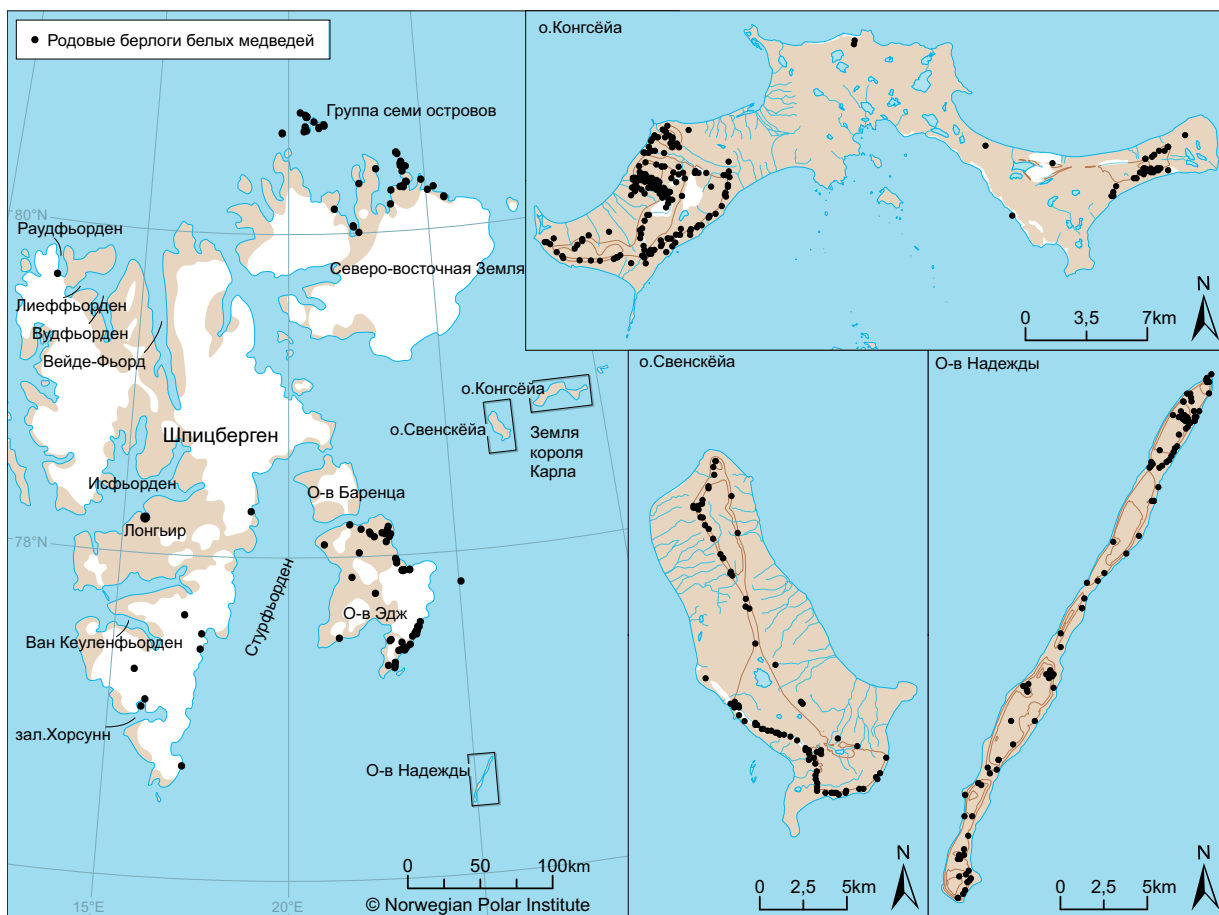 Родовые берлоги белых медведей
Группа семи островов
80°N
Раудфьорден
Северо-восточная Земля
Лиеффьорден
Вудфьорден
Вейде-Фьорд
о.Конгсёйа
о.Свенскёйа
Земля
короля
Карла
Шпицберген
Исфьорден
О-в Баренца
Лонгьир
78°N
Стурфьорден
О-в Эдж
Ван Кеуленфьорден
зал.Хорсунн
О-в Надежды
0 50 100km
15°E
20°E
© Norwegian Polar Institute
о.Конгсёйа
N
0 3,5 7km
о.Свенскёйа
N
0 2,5 5km
О-в Надежды
N
0 2,5 5km